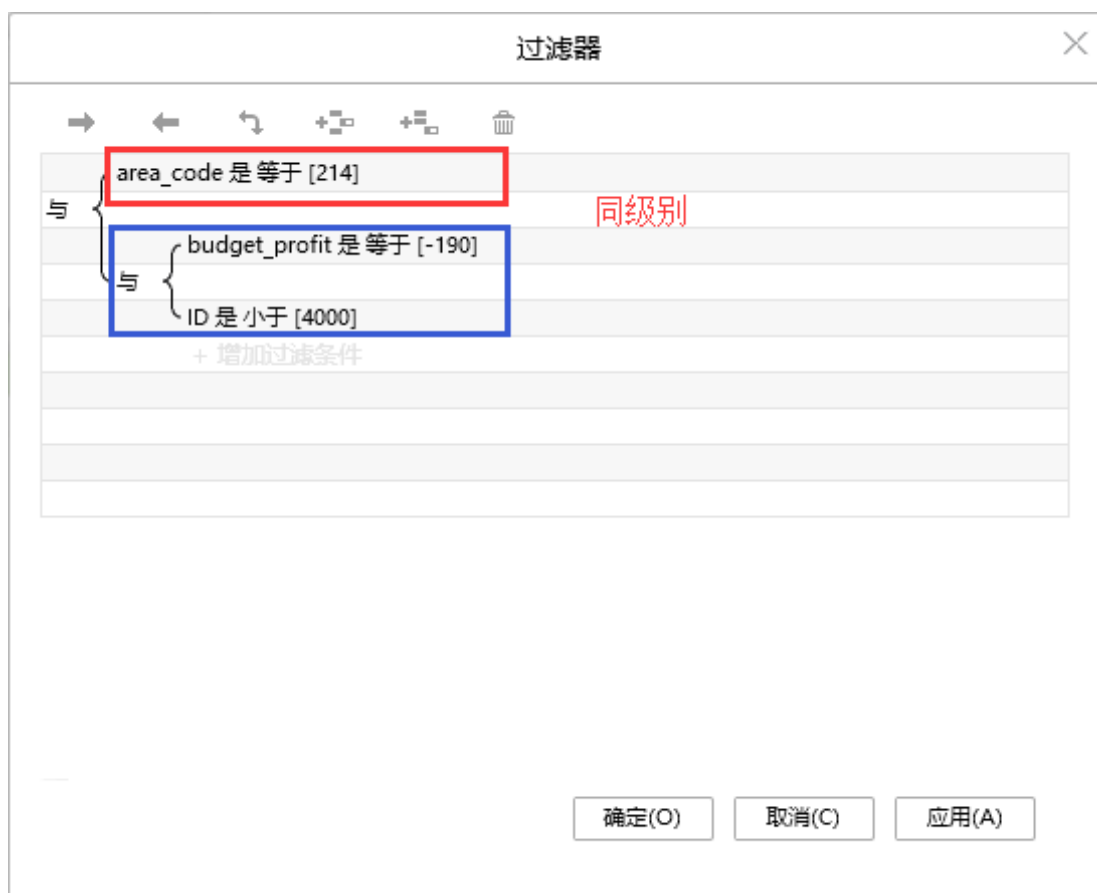 过滤器
area_code 是 等于 [214]
与
同级别
budget_profit 是 等于 [-190]
与
ID 是 小于 [4000]
+ 增加过滤条件
确定(O)
取消(C)
应用(A)